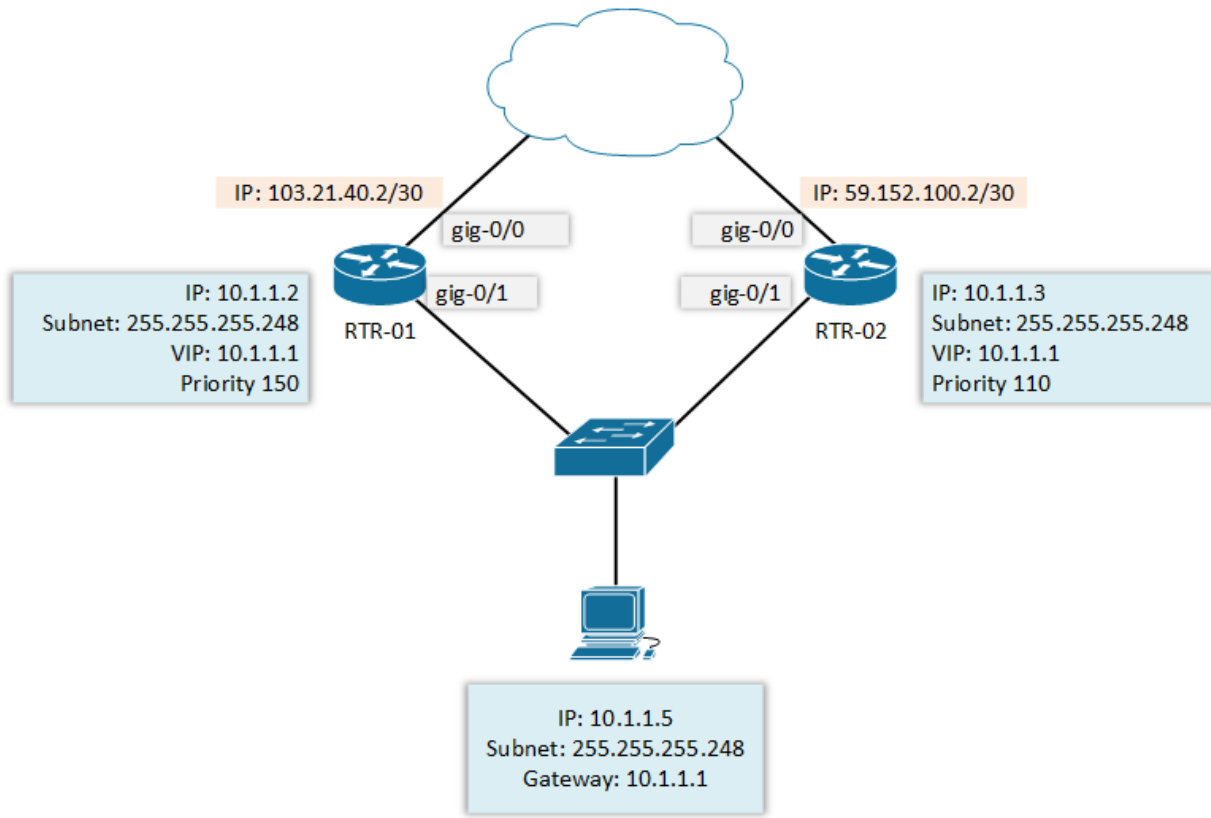 IP: 103.21.40.2/30
IP: 59.152.100.2/30
gig-0/0
gig-0/0
IP: 10.1.1.2
Subnet: 255.255.255.248
VIP: 10.1.1.1
Priority 150
gig-0/1
RTR-01
gig-0/1
RTR-02
IP: 10.1.1.3
Subnet: 255.255.255.248
VIP: 10.1.1.1
Priority 110
IP: 10.1.1.5
Subnet: 255.255.255.248
Gateway: 10.1.1.1